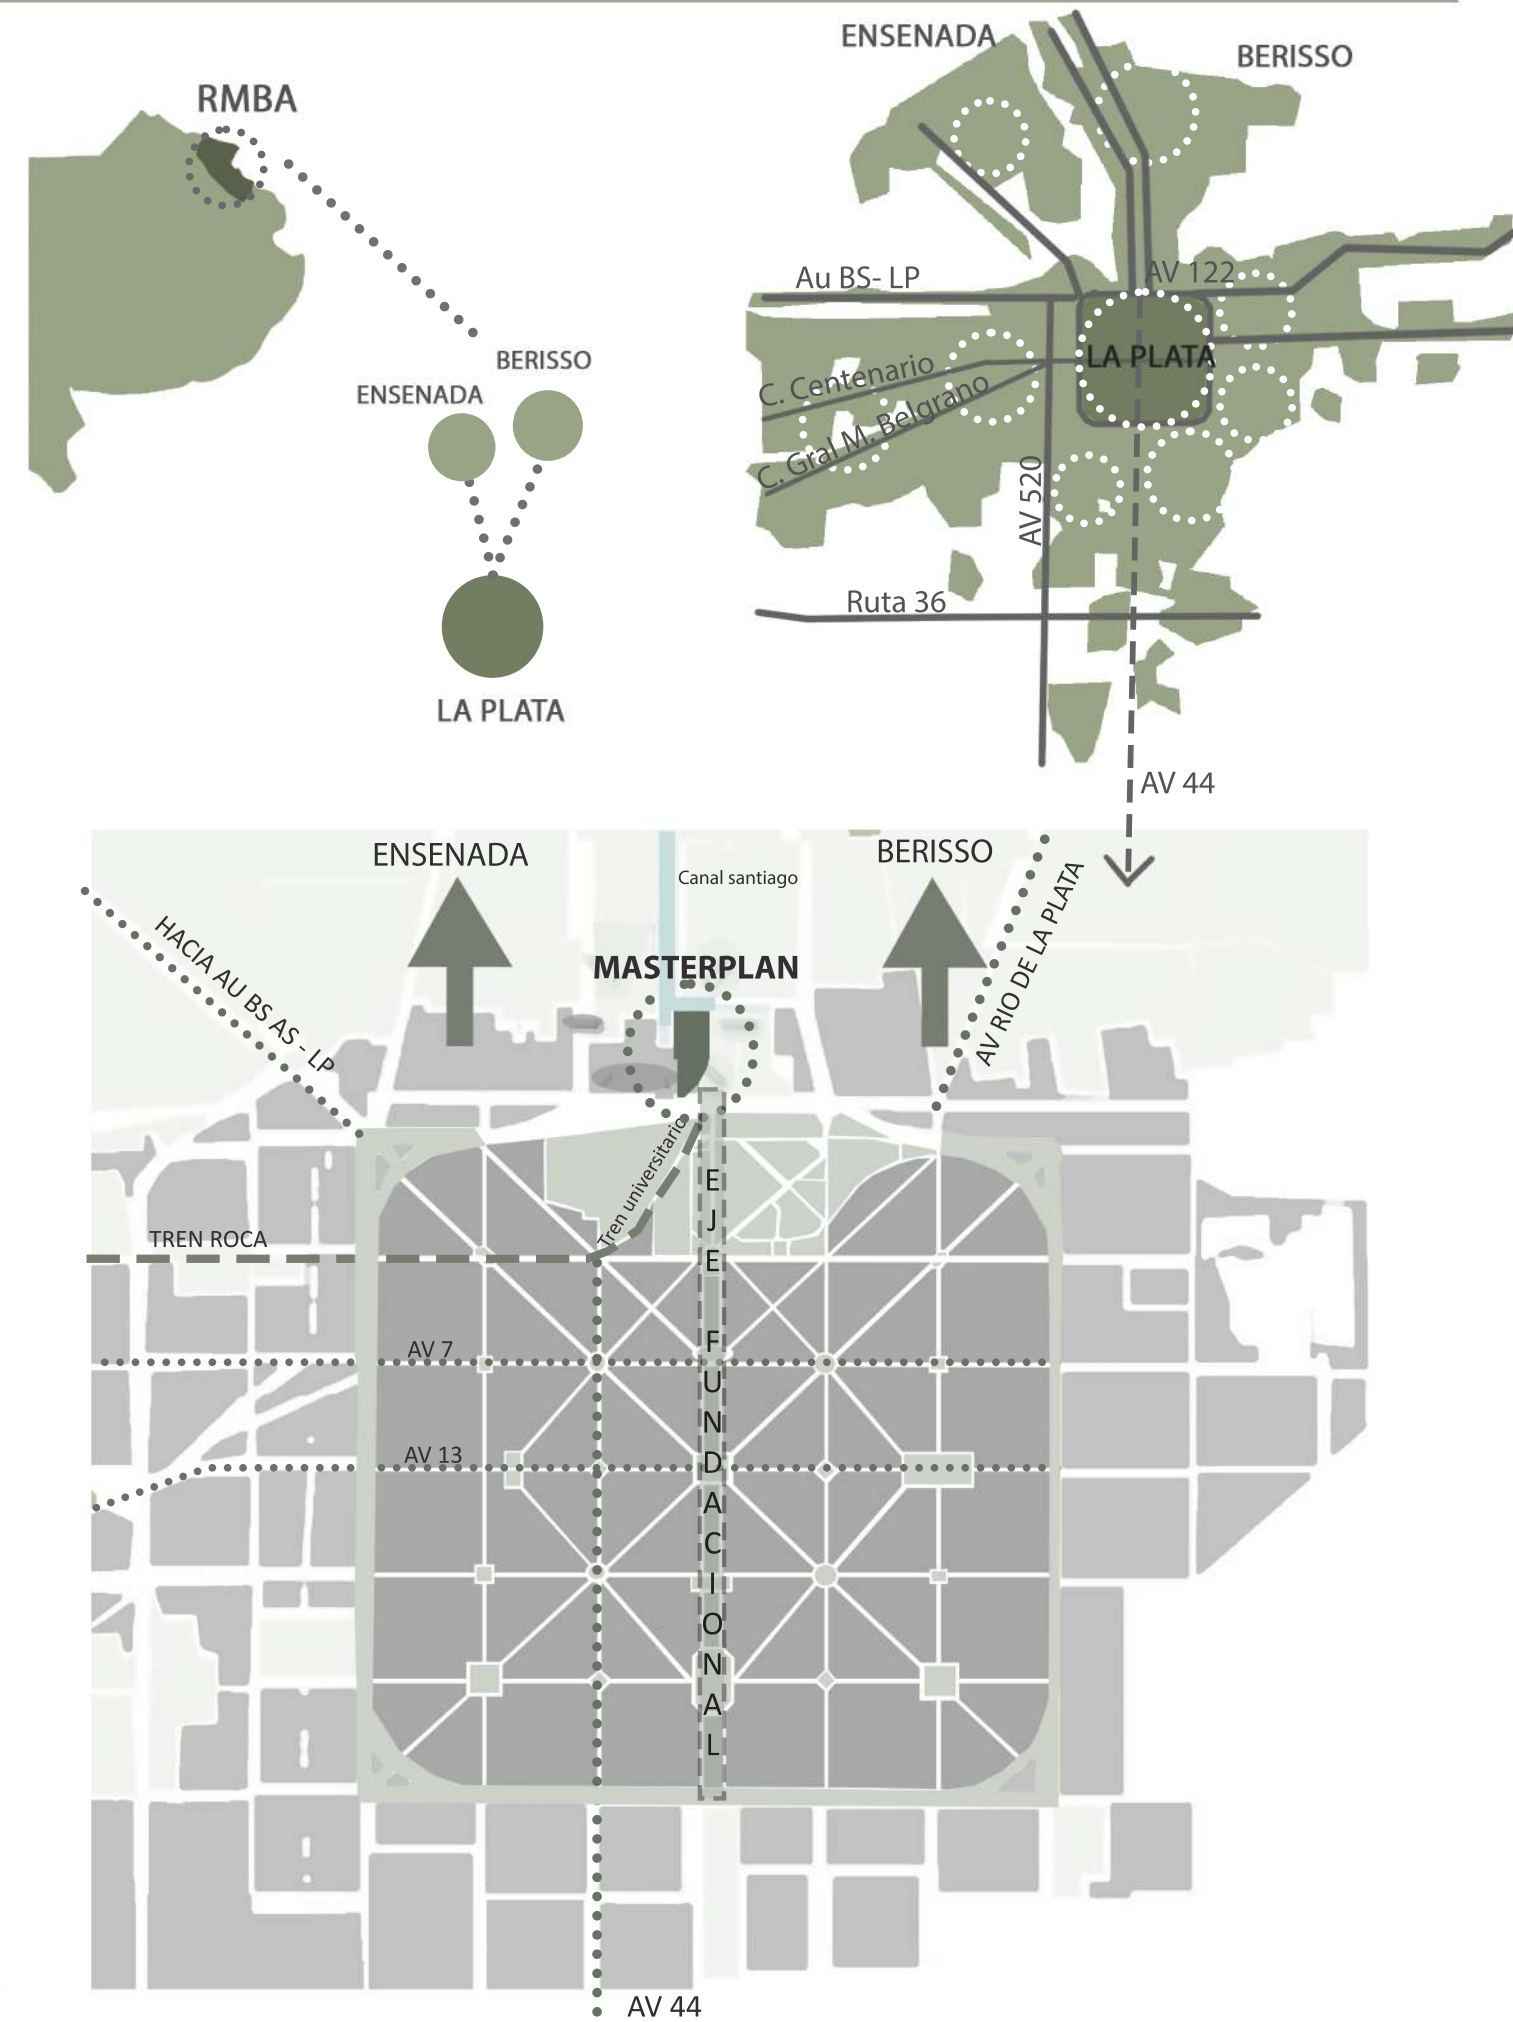 ENSENADA
BERISSO
RMBA
Au BS- LP
AV 122
LA PLATA
C. Centenario
C. Gral M. Belgrano
AV 520
Ruta 36
AV 44
BERISSO
ENSENADA
LA PLATA
ENSENADA
BERISSO
Canal santiago
MASTERPLAN
HACIA AU BS AS - LP
AV RIO DE LA PLATA
Tren universitario
TREN ROCA
EJE FUNDACIONAL
AV 7
AV 13
AV 44